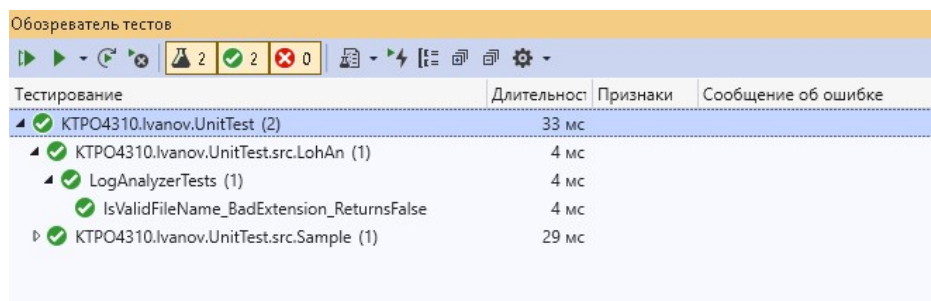 Обозреватель тестов
2 2 0
Тестирование Длительност Признаки Сообщение об ошибке
KTPO4310.Ivanov.UnitTest (2) 33 мс
KTPO4310.Ivanov.UnitTest.src.LohAn (1) 4 мс
LogAnalyzerTests (1) 4 мс
IsValidFileName_BadExtension_ReturnsFalse 4 мс
KTPO4310.Ivanov.UnitTest.src.Sample (1) 29 мс